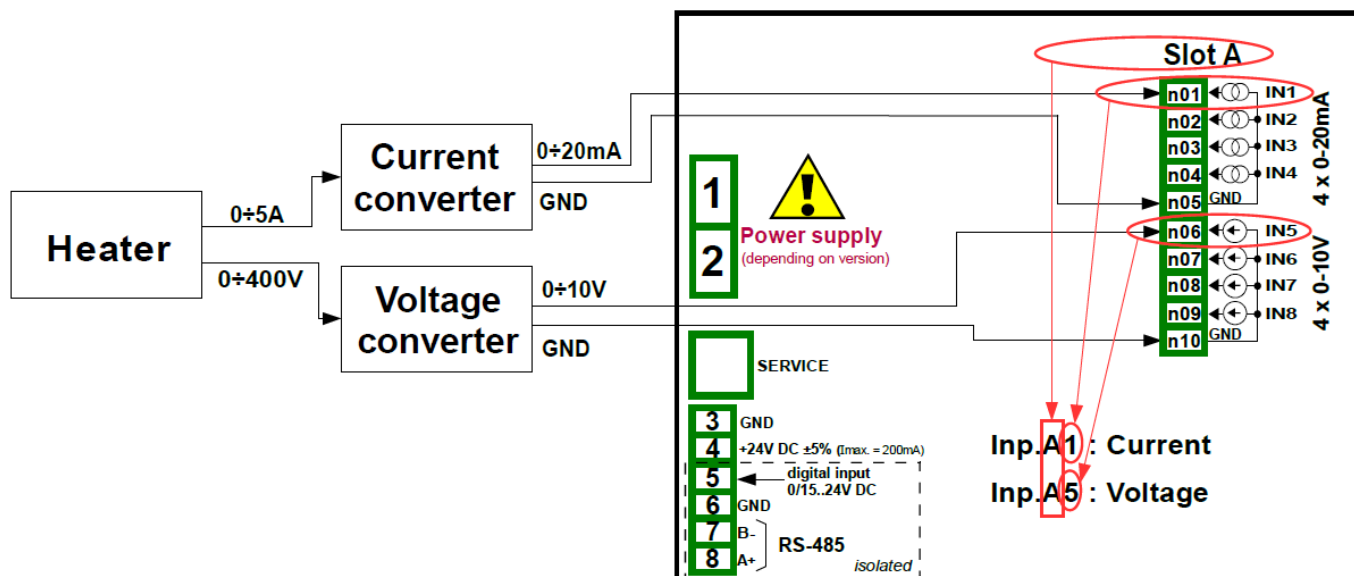 Heater
0÷5A
0÷400V
Current
converter
0÷20mA
GND
Voltage
converter
0÷10V
GND
1
2
Power supply
(depending on version)
SERVICE
3 GND
4 +24V DC ±5% (Imax. = 200mA)
5 digital input
0/15..24V DC
6 GND
7 B-
8 A+
RS-485
isolated
Slot A
n01 IN1
n02 IN2
n03 IN3
n04 IN4
n05 GND
4 x 0-20mA
n06 IN5
n07 IN6
n08 IN7
n09 IN8
n10 GND
4 x 0-10V
Inp.A1 : Current
Inp.A5 : Voltage